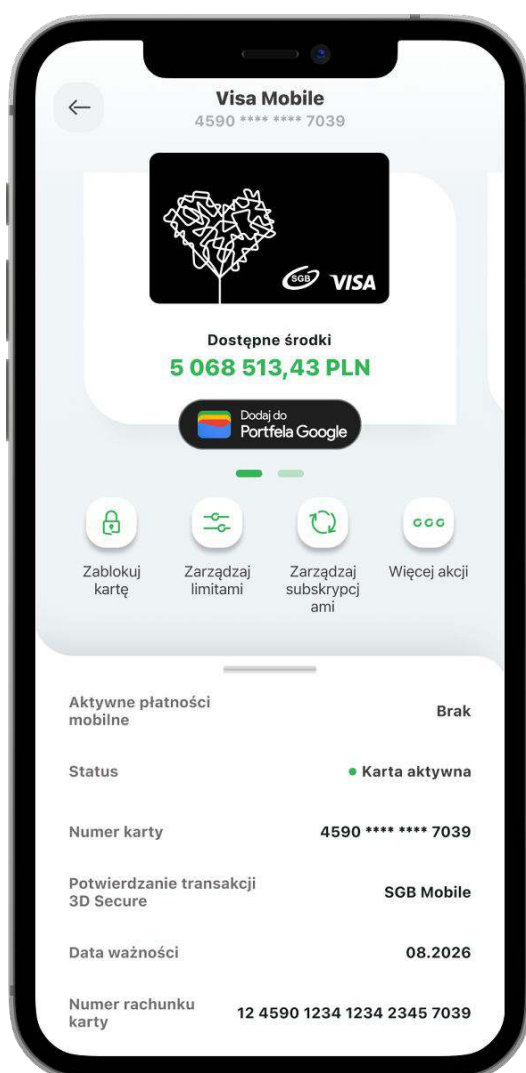 Visa Mobile
4590 **** **** 7039
SGB VISA
Dostępne środki
5 068 513,43 PLN
Dodaj do
Portfela Google
Zablokuj
kartę
Zarządzaj
limitami
Zarządzaj
subskrypcj
ami
Więcej akcji
Aktywne płatności
mobilne
Brak
Status
Karta aktywna
Numer karty
4590 **** **** 7039
Potwierdzanie transakcji
3D Secure
SGB Mobile
Data ważności
08.2026
Numer rachunku
karty
12 4590 1234 1234 2345 7039